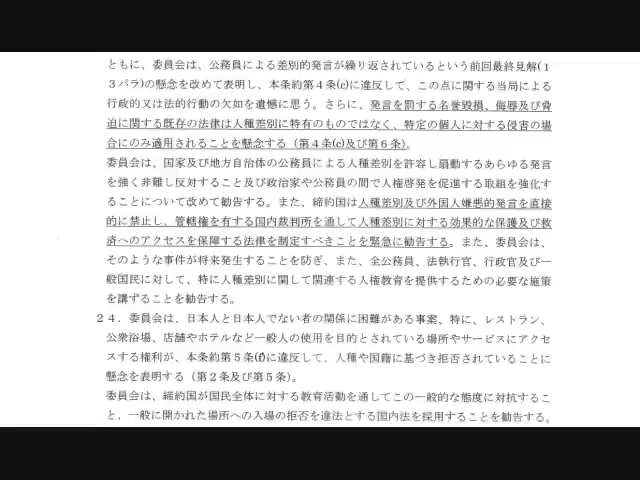 ともに、委員会は、公務員による差別的発言が繰り返されているという前回最終見解(１
３パラ)の懸念を改めて表明し、本条約第４条(c)に違反して、この点に関する当局による
行政的又は法的行動の欠如を遺憾に思う。さらに、発言を罰する名誉毀損、侮辱及び脅
迫に関する既存の法律は人種差別に特有のものではなく、特定の個人に対する侵害の場
合にのみ適用されることを懸念する（第４条(c)及び第６条）。
委員会は、国家及び地方自治体の公務員による人種差別を許容し扇動するあらゆる発言
を強く非難し反対すること及び政治家や公務員の間で人権啓発を促進する取組を強化す
ることについて改めて勧告する。また、締約国は人種差別及び外国人嫌悪的発言を直接
的に禁止し、管轄権を有する国内裁判所を通して人種差別に対する効果的な保護及び救
済へのアクセスを保障する法律を制定すべきことを緊急に勧告する。また、委員会は、
そのような事件が将来発生することを防ぎ、また、全公務員、法執行官、行政官及び一
般国民に対して、特に人種差別に関して関連する人権教育を提供するための必要な施策
を講ずることを勧告する。
２４．委員会は、日本人と日本人でない者の関係に困難がある事案、特に、レストラン、
公衆浴場、店舗やホテルなど一般人の使用を目的とされている場所やサービスにアクセ
スする権利が、本条約第５条(f)に違反して、人種や国籍に基づき拒否されていることに
懸念を表明する（第２条及び第５条）。
委員会は、締約国が国民全体に対する教育活動を通してこの一般的な態度に対抗するこ
と、一般に開かれた場所への入場の拒否を違法とする国内法を採用することを勧告する。